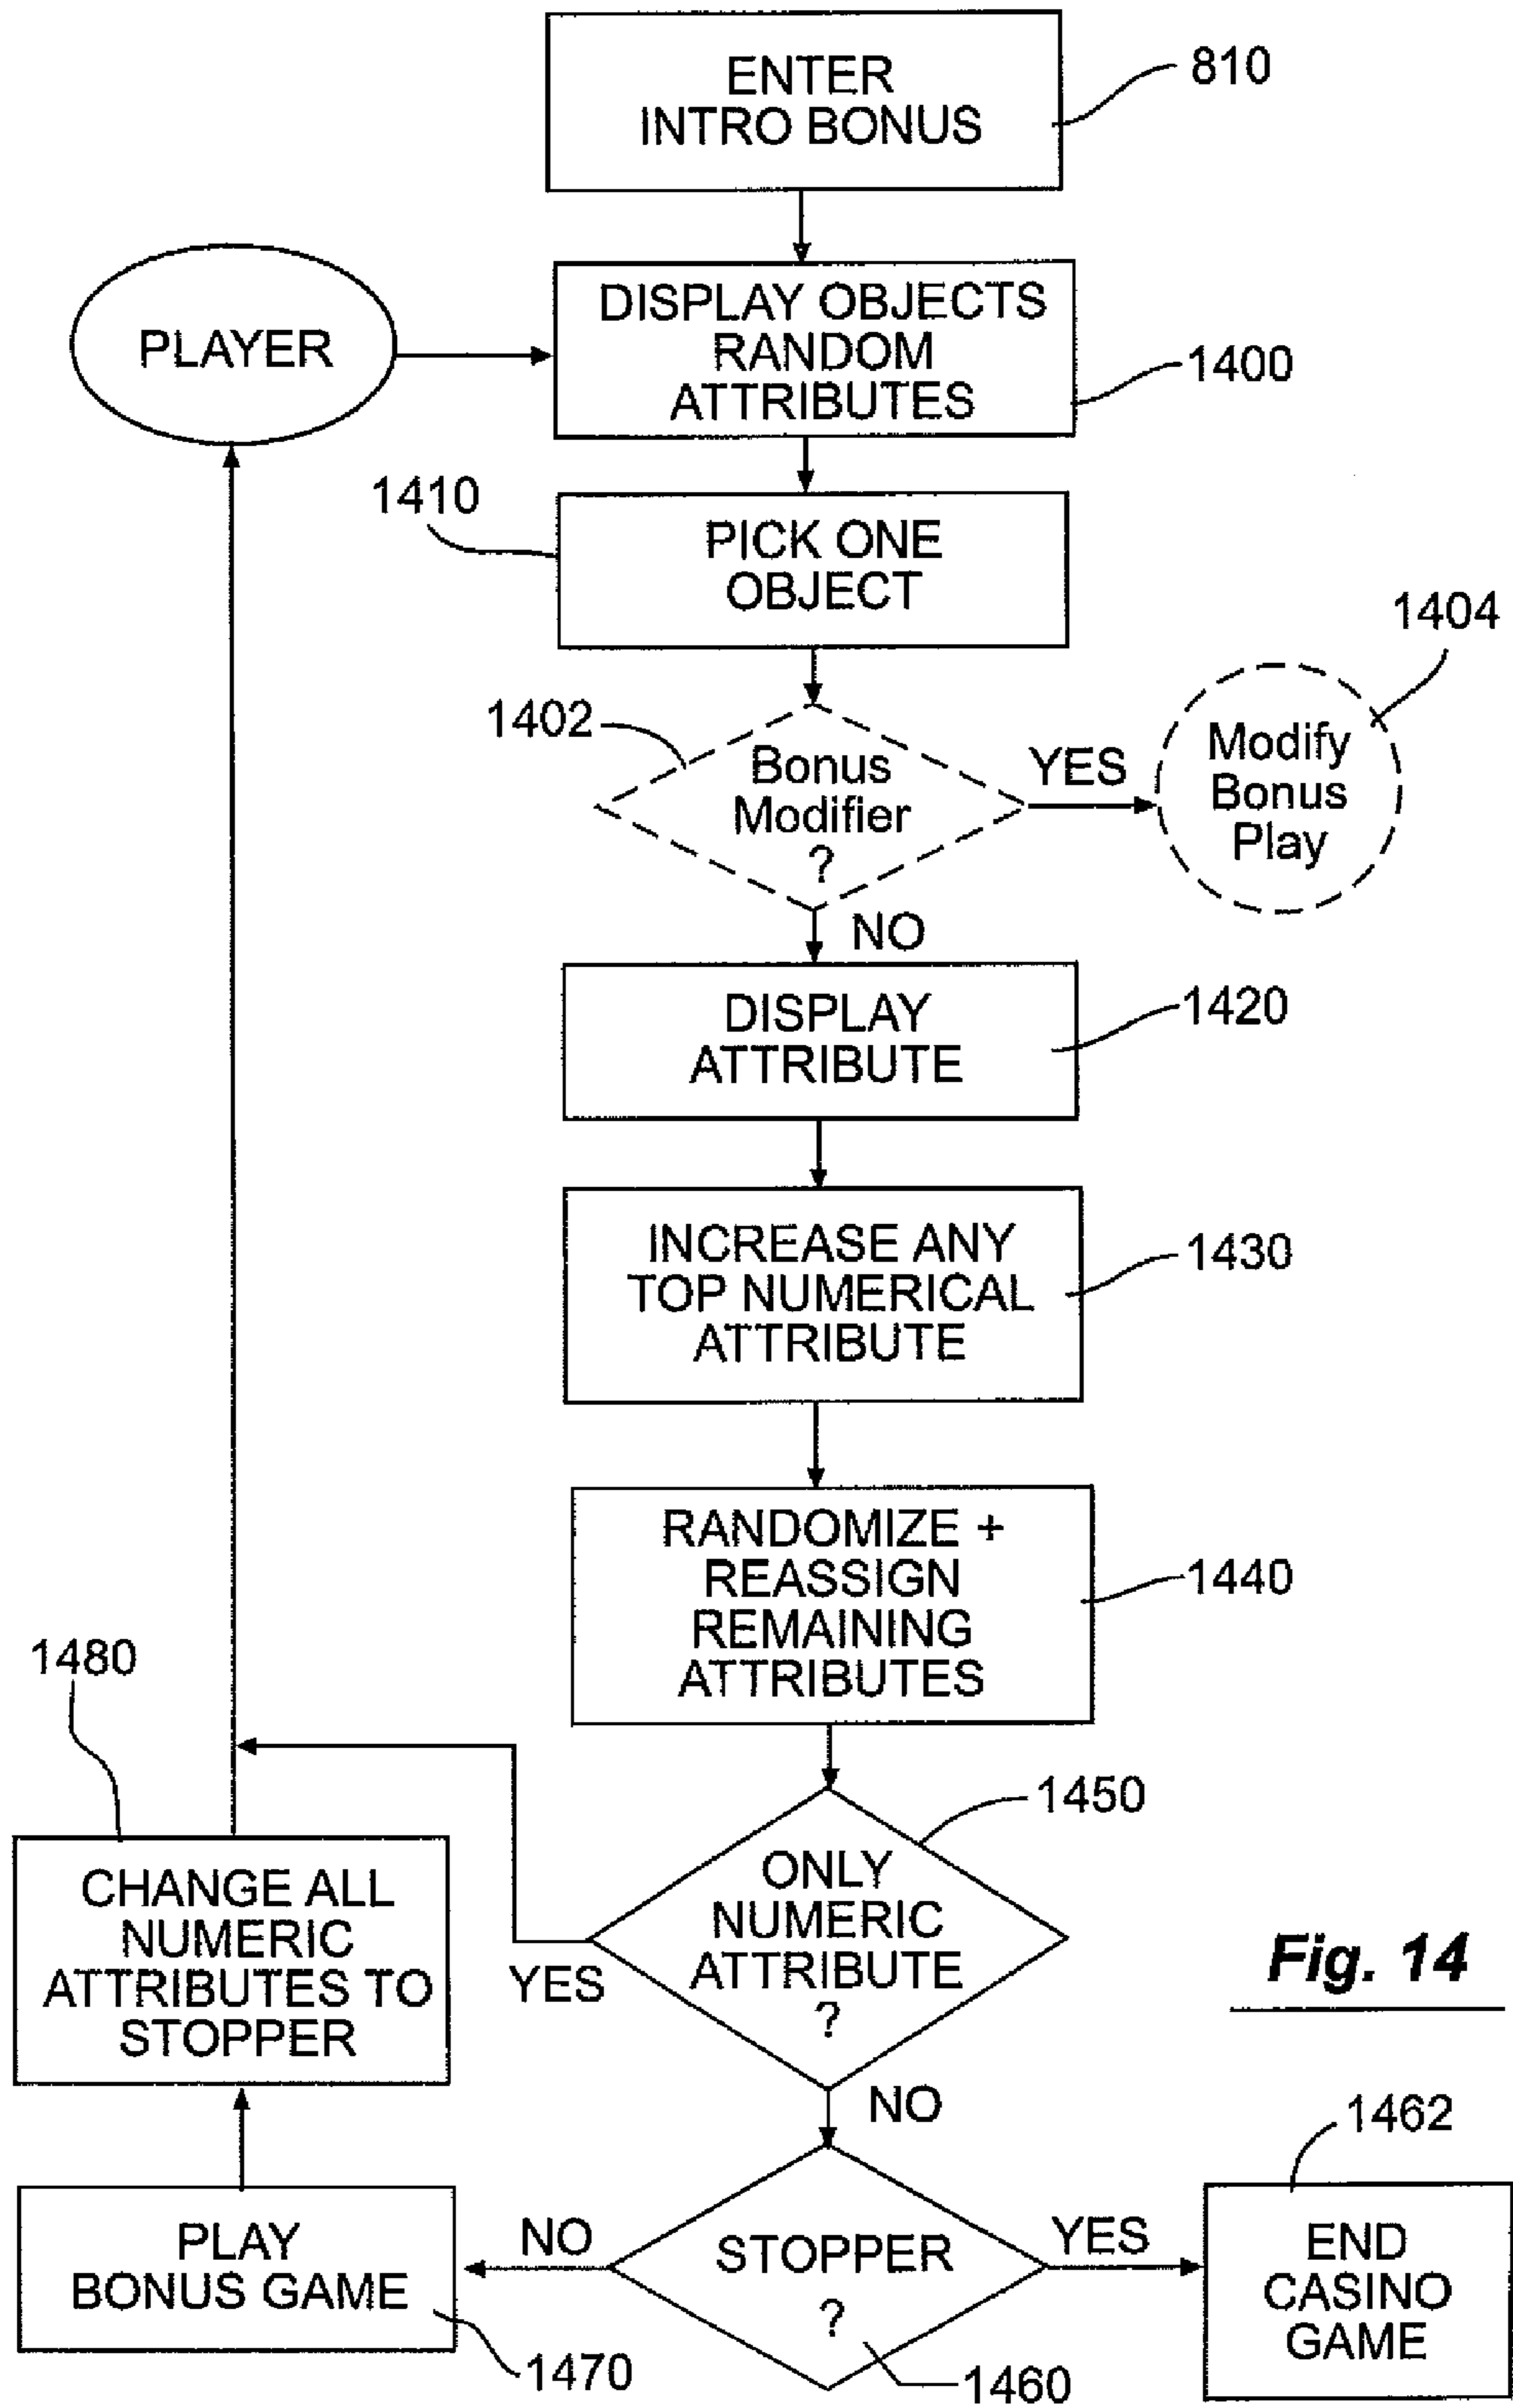 ENTER
INTRO BONUS
810
PLAYER
DISPLAY OBJECTS
RANDOM
ATTRIBUTES
1400
1410
PICK ONE
OBJECT
1404
1402
Bonus
Modifier
?
YES
Modify
Bonus
Play
NO
DISPLAY
ATTRIBUTE
1420
INCREASE ANY
TOP NUMERICAL
ATTRIBUTE
1430
RANDOMIZE +
REASSIGN
REMAINING
ATTRIBUTES
1440
1480
1450
CHANGE ALL
NUMERIC
ATTRIBUTES TO
STOPPER
YES
ONLY
NUMERIC
ATTRIBUTE
?
Fig. 14
NO
1462
PLAY
BONUS GAME
NO
STOPPER
?
YES
END
CASINO
GAME
1470
1460